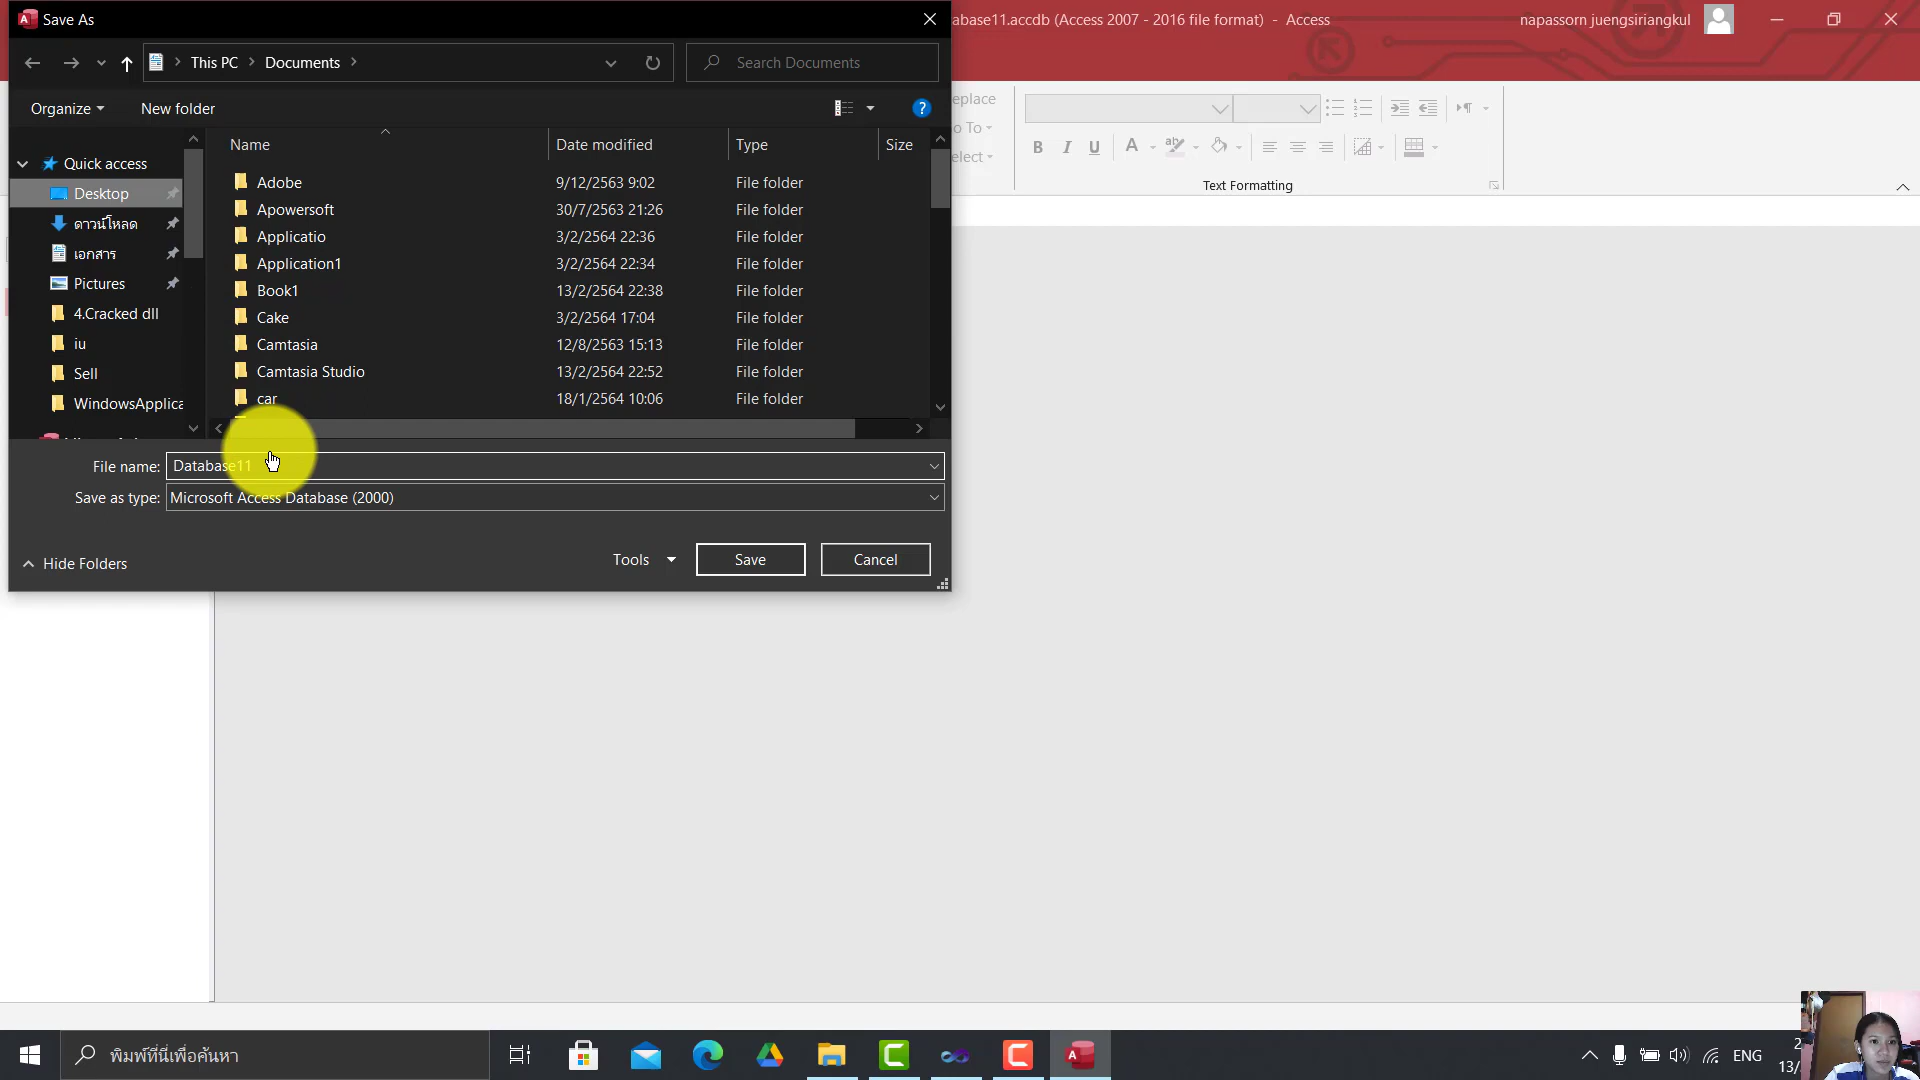 Save As
abase11.accdb (Access 2007 - 2016 file format) - Access
napassorn juengsiriangkul
This PC
Documents
Search Documents
Organize
New folder
eplace
o To
elect
Text Formatting
Name
Date modified
Type
Size
Quick access
Desktop
ดาวน์โหลด
เอกสาร
Pictures
4.Cracked dll
iu
Sell
WindowsApplica
Adobe 9/12/2563 9:02 File folder
Apowersoft 30/7/2563 21:26 File folder
Applicatio 3/2/2564 22:36 File folder
Application1 3/2/2564 22:34 File folder
Book1 13/2/2564 22:38 File folder
Cake 3/2/2564 17:04 File folder
Camtasia 12/8/2563 15:13 File folder
Camtasia Studio 13/2/2564 22:52 File folder
car 18/1/2564 10:06 File folder
File name: Database11
Save as type: Microsoft Access Database (2000)
Hide Folders
Tools
Save
Cancel
พิมพ์ที่นี่เพื่อค้นหา
ENG
2
13/